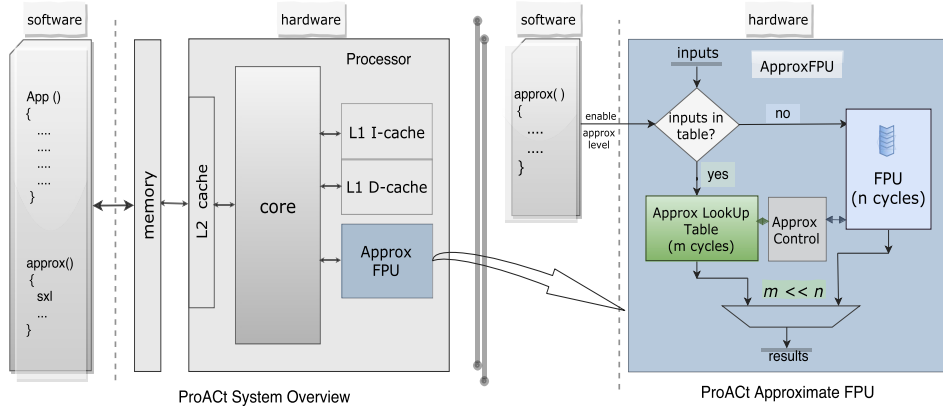 software
hardware
App ()
{
....
....
....
....
}
approx()
{
sxl
...
}
memory
Processor
L2 cache
core
L1 I-cache
L1 D-cache
Approx
FPU
ProACt System Overview
software
hardware
approx( )
{
....
....
}
enable
approx
level
inputs
ApproxFPU
inputs in
table?
no
yes
FPU
(n cycles)
Approx LookUp
Table
(m cycles)
Approx
Control
m << n
results
ProACt Approximate FPU